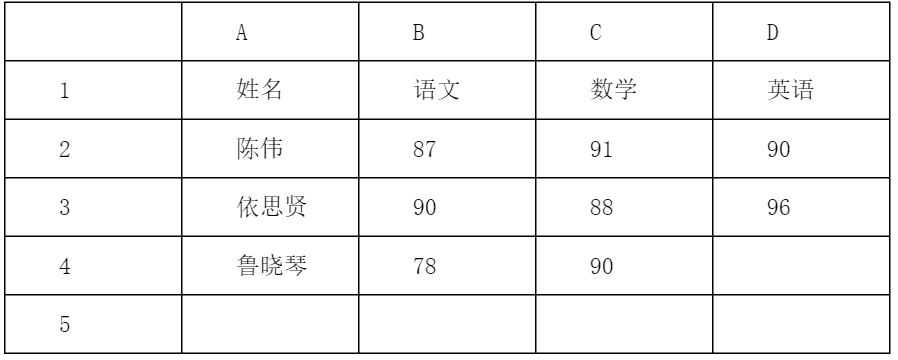 A B C D
1 姓名 语文 数学 英语
2 陈伟 87 91 90
3 依思贤 90 88 96
4 鲁晓琴 78 90
5